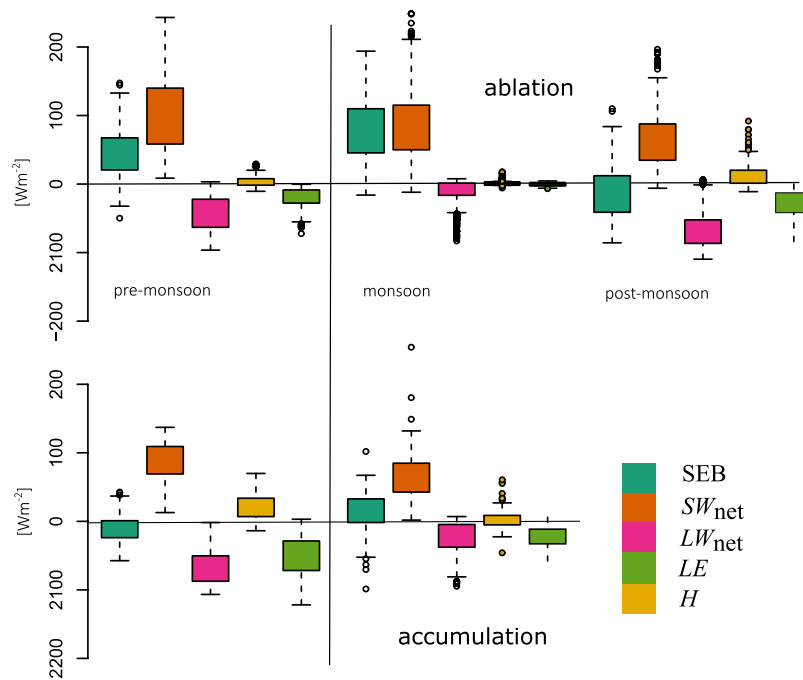 200
100
0
2100
−200
[Wm-2]
ablation
pre-monsoon
monsoon
post-monsoon
200
100
0
2100
2200
[Wm-2]
accumulation
SEB
SWnet
LWnet
LE
H